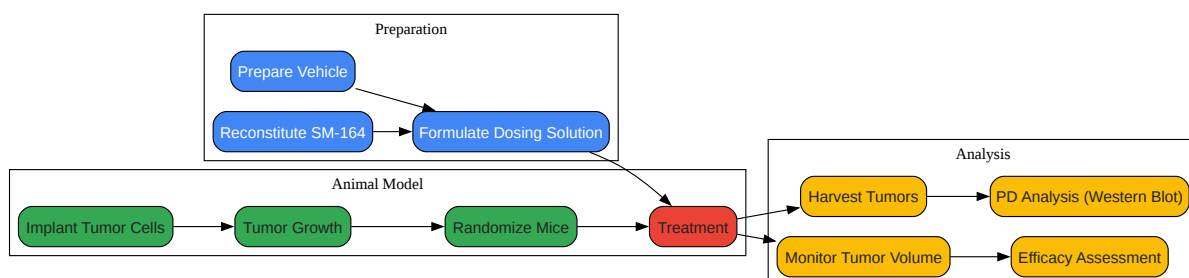 Preparation
Prepare Vehicle
Reconstitute SM-164
Formulate Dosing Solution
Animal Model
Implant Tumor Cells
Tumor Growth
Randomize Mice
Treatment
Analysis
Harvest Tumors
PD Analysis (Western Blot)
Monitor Tumor Volume
Efficacy Assessment